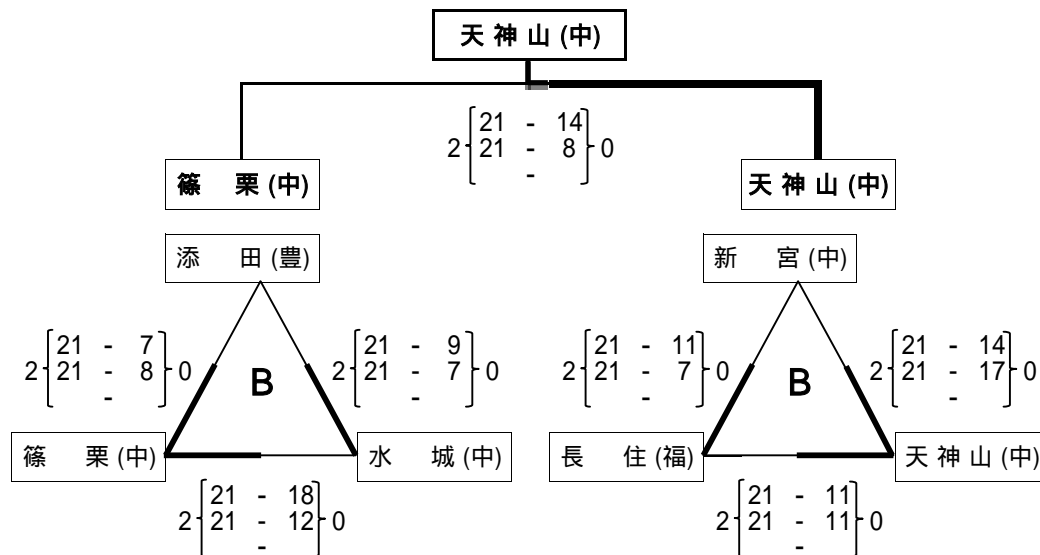 天神山(中)
21 - 14
2 21 - 8 0
-
篠 栗(中) 天神山(中)
添 田(豊) 新 宮(中)
21 - 7 21 - 9 21 - 11 21 - 14
2 21 - 8 0 2 21 - 7 0 2 21 - 7 0 2 21 - 17 0
- - - -
B B
篠 栗(中) 水 城(中) 長 住(福) 天神山(中)
21 - 18 21 - 11
2 21 - 12 0 2 21 - 11 0
- -